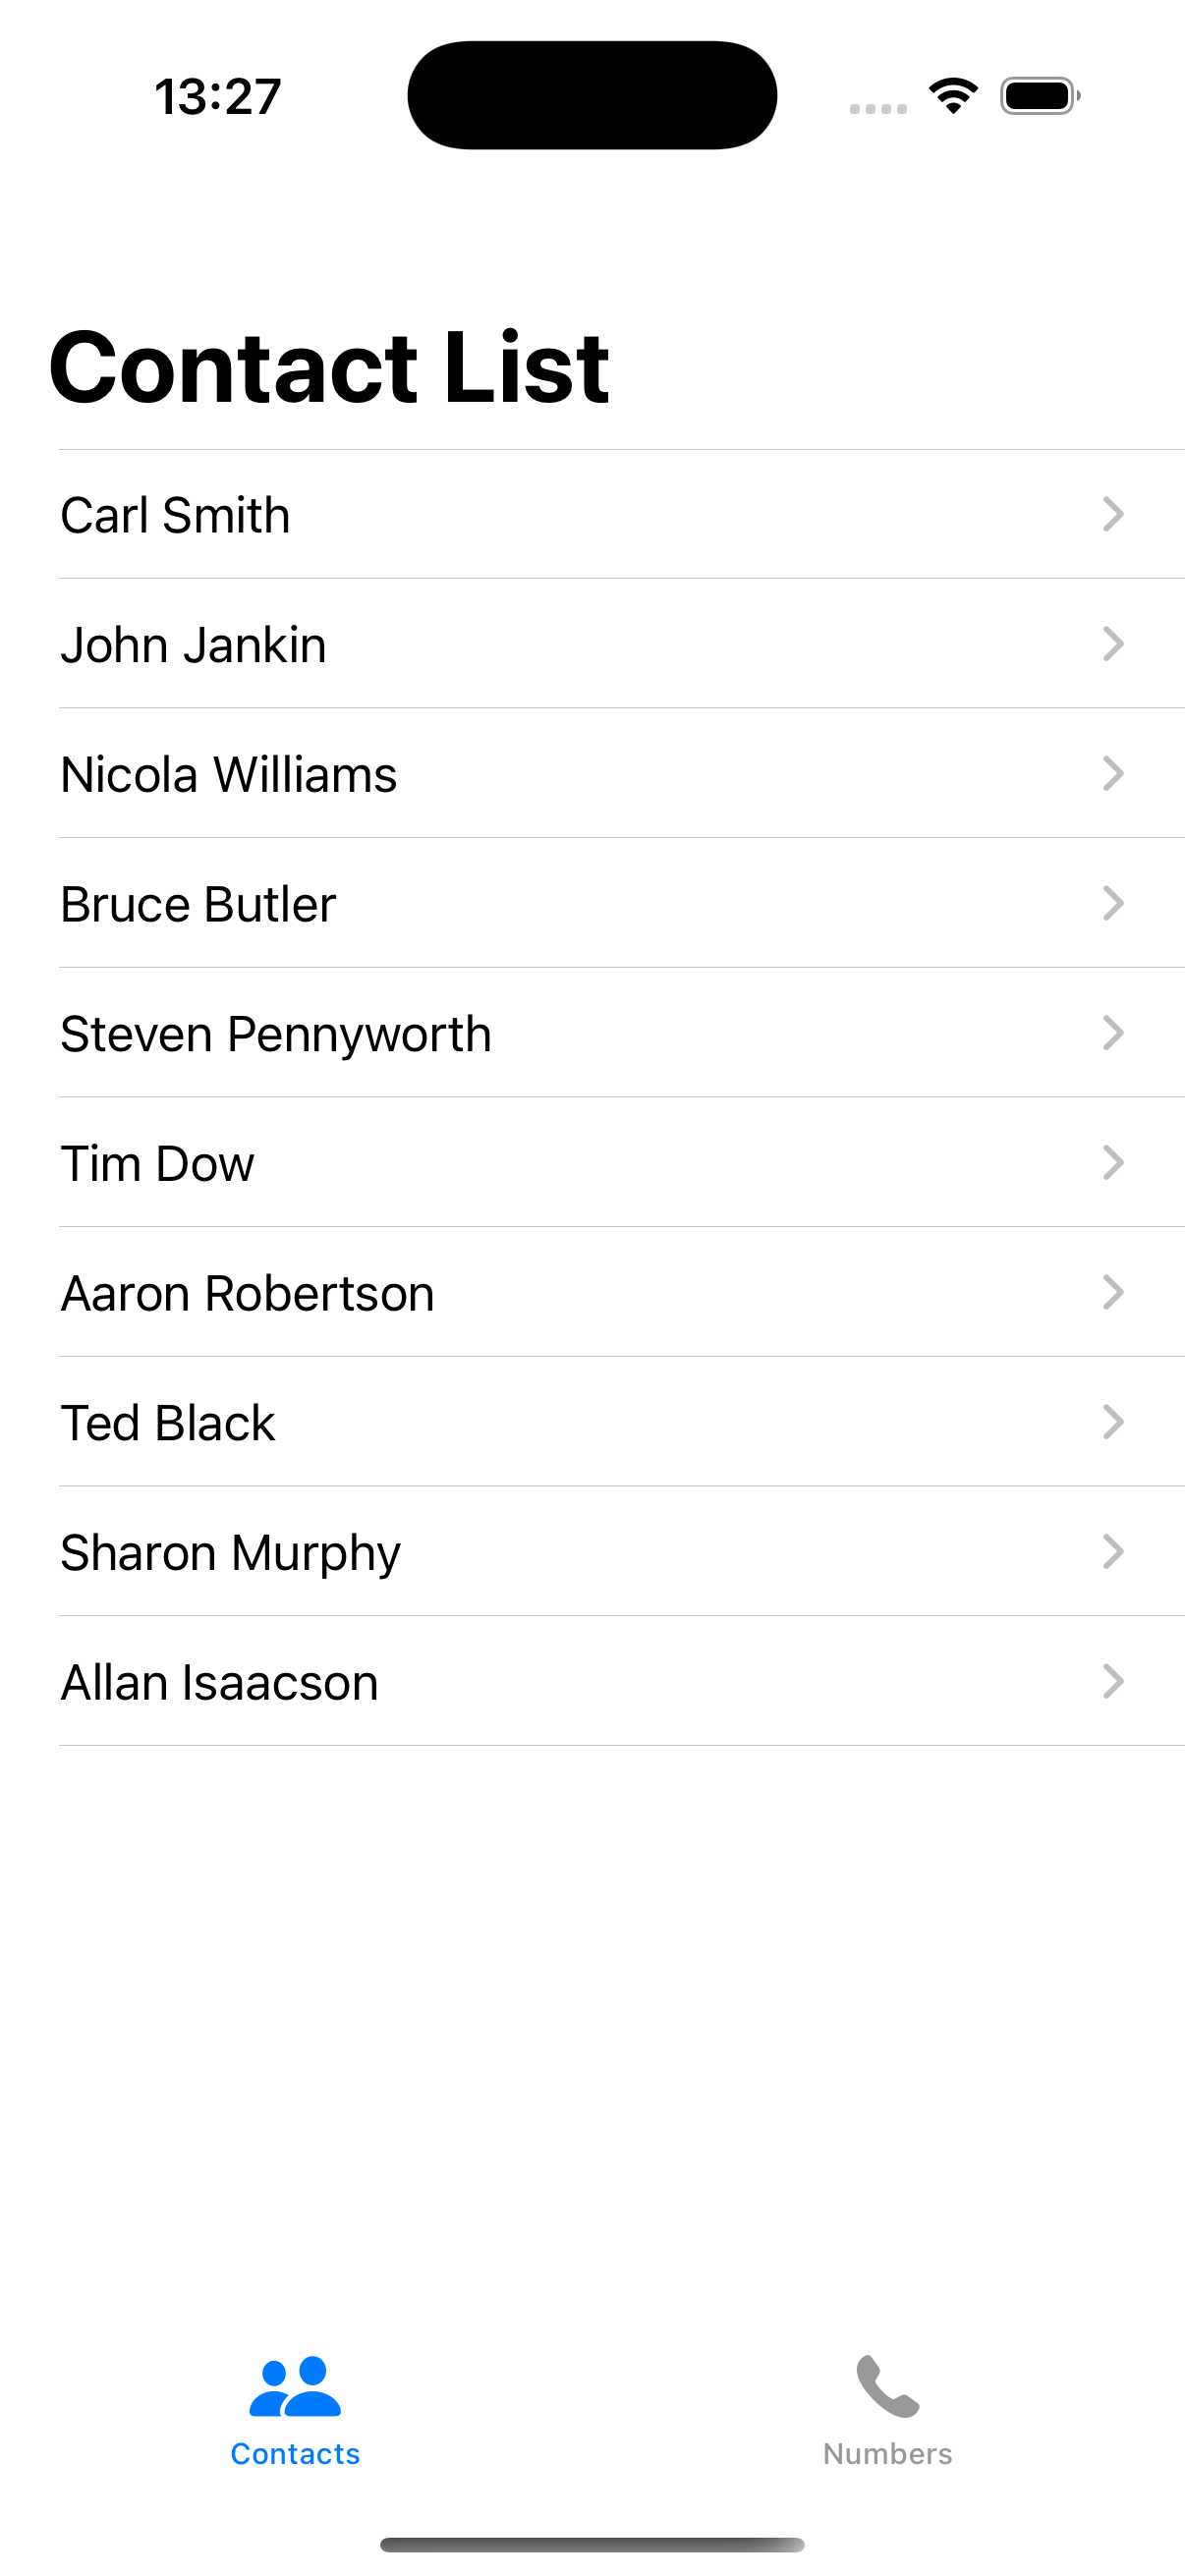 13:27
Contact List
Carl Smith
John Jankin
Nicola Williams
Bruce Butler
Steven Pennyworth
Tim Dow
Aaron Robertson
Ted Black
Sharon Murphy
Allan Isaacson
Contacts
Numbers